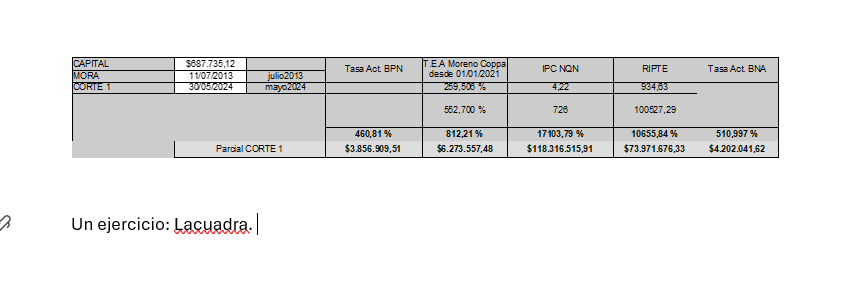 CAPITAL $687.735,12 Tasa Act. BPN T.E.A Moreno Coppa desde 01/01/2021 IPC NQN RIPTE Tasa Act. BNA
MORA 11/07/2013 julio2013
CORTE 1 30/05/2024 mayo2024 259,506 % 4,22 934,63
552,700 % 726 100527,29
460,81 % 812,21 % 17103,79 % 10655,84 % 510,997 %
Parcial CORTE 1 $3.856.909,51 $6.273.557,48 $118.316.515,91 $73.971.676,33 $4.202.041,62
Un ejercicio: Lacuadra.